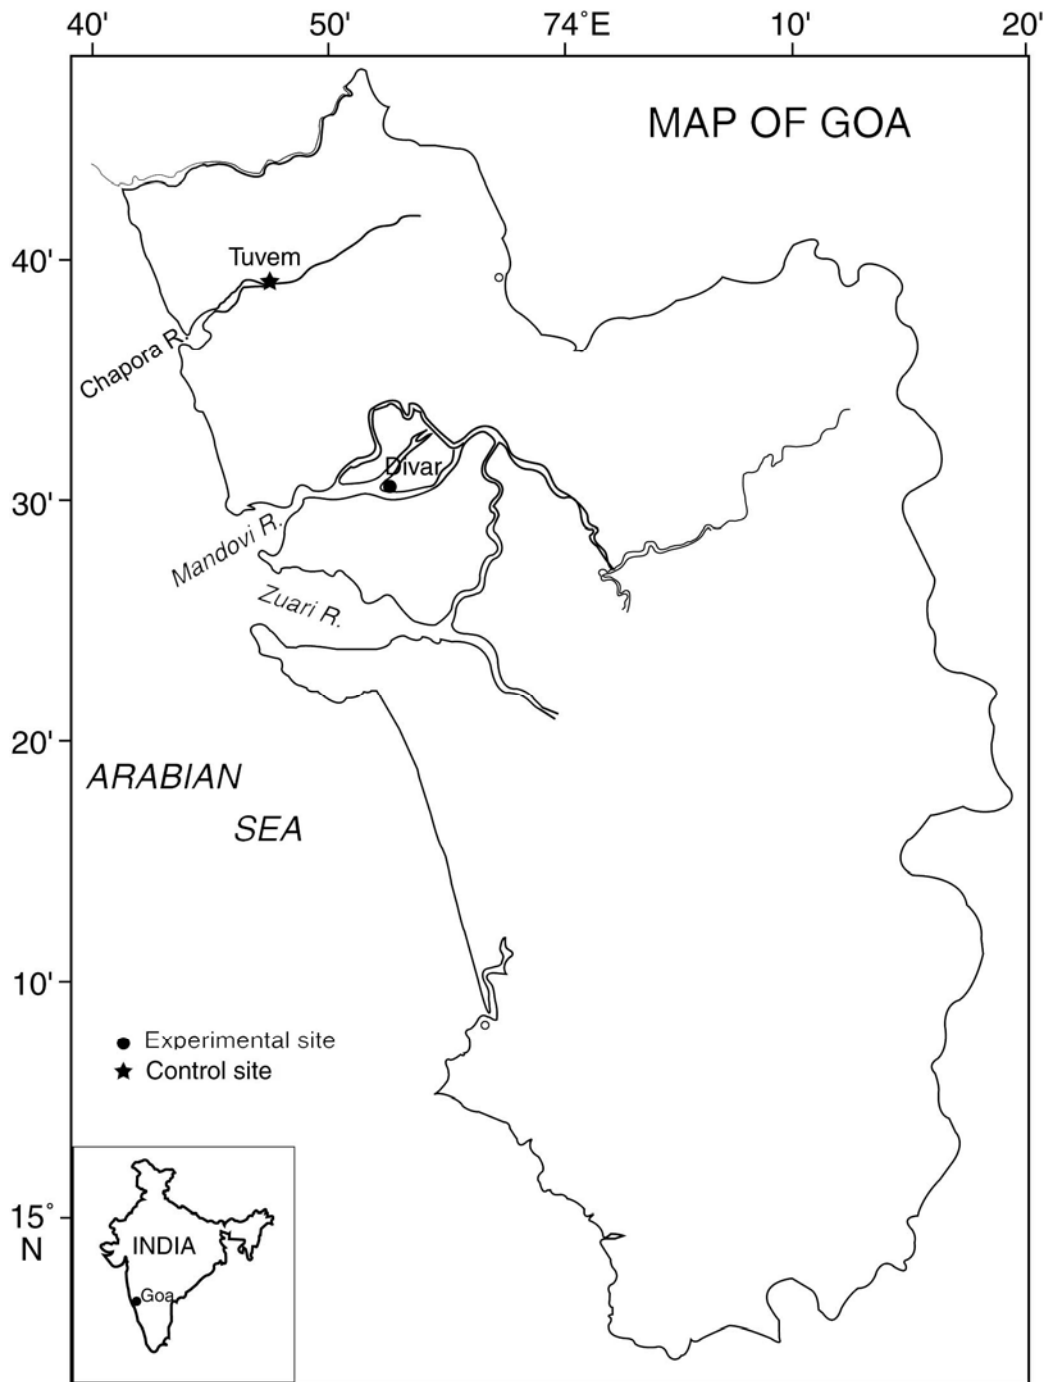 40' 50' 74°E 10' 20'
MAP OF GOA
40'
Tuvem
Chapora R.
Divar
30'
Mandovi R.
Zuari R.
20'
ARABIAN
SEA
10'
Experimental site
Control site
15°
N
INDIA
Goa